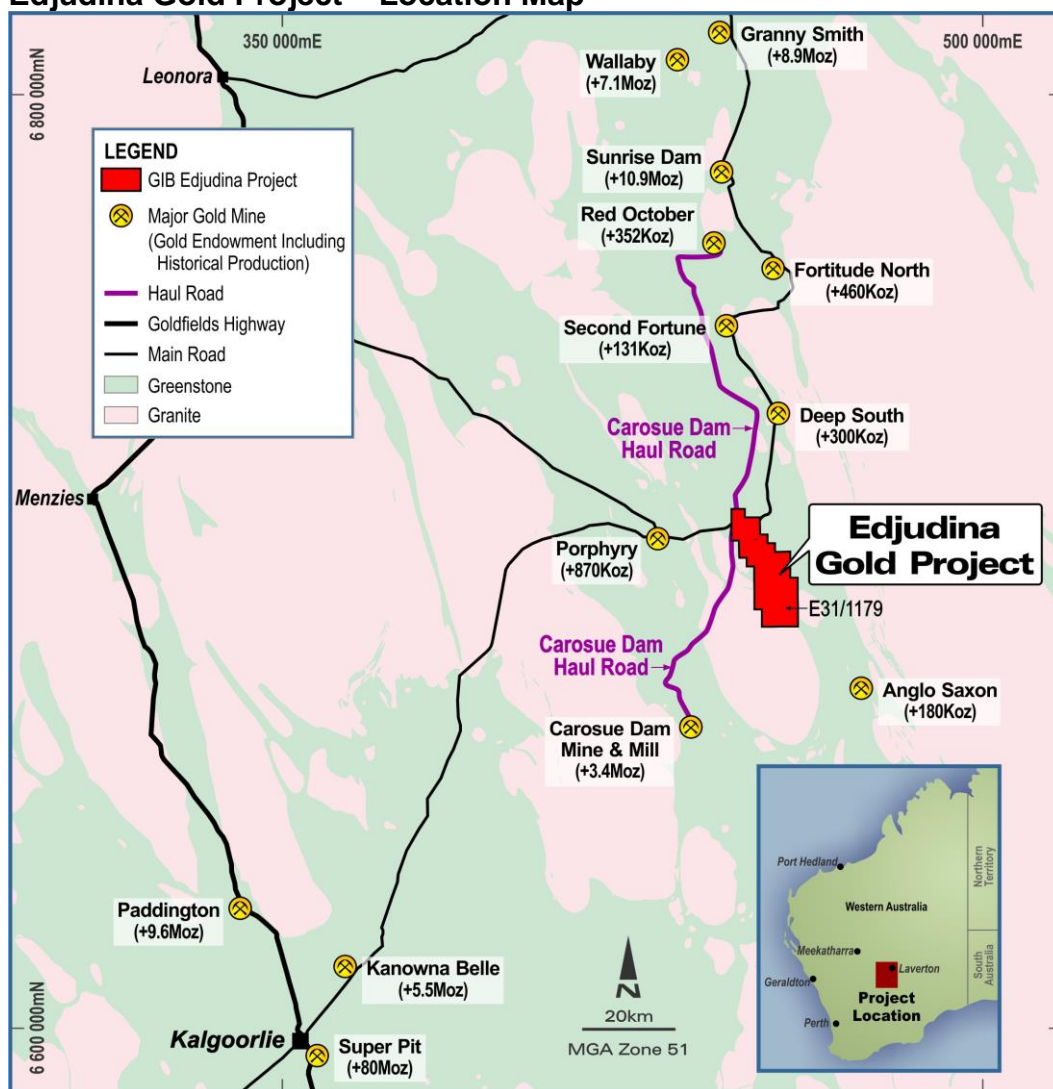 Edjudina Gold Project – Location Map
350 000mE
500 000mE
6 800 000mN
6 600 000mN
Leonora
Granny Smith
(+8.9Moz)
Wallaby
(+7.1Moz)
LEGEND
GIB Edjudina Project
Major Gold Mine
(Gold Endowment Including
Historical Production)
Haul Road
Goldfields Highway
Main Road
Greenstone
Granite
Sunrise Dam
(+10.9Moz)
Red October
(+352Koz)
Fortitude North
(+460Koz)
Second Fortune
(+131Koz)
Carosue Dam
Haul Road
Deep South
(+300Koz)
Menzies
Porphyry
(+870Koz)
Edjudina
Gold Project
E31/1179
Carosue Dam
Haul Road
Anglo Saxon
(+180Koz)
Carosue Dam
Mine & Mill
(+3.4Moz)
Paddington
(+9.6Moz)
Kanowna Belle
(+5.5Moz)
Kalgoorlie
Super Pit
(+80Moz)
N
20km
MGA Zone 51
Port Hedland
Northern
Territory
Western Australia
Meekatharra
South
Australia
Laverton
Geraldton
Project
Location
Perth